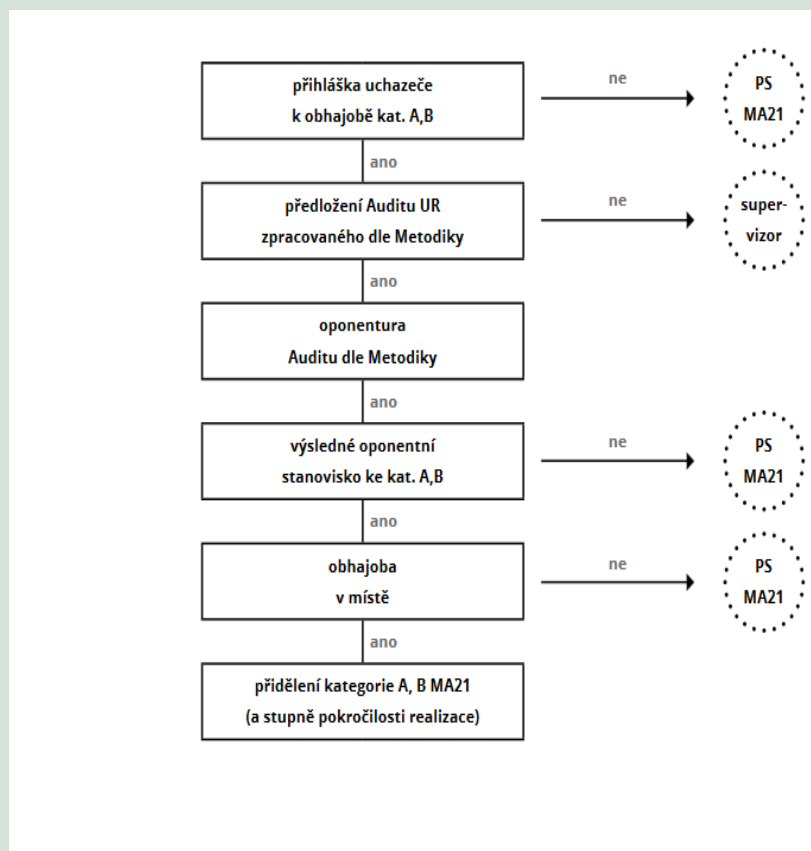 přihláška uchazeče
k obhajobě kat. A,B
ne
PS
MA21
ano
předložení Auditu UR
zpracovaného dle Metodiky
ne
super-
vizor
ano
oponentura
Auditu dle Metodiky
ano
výsledné oponentní
stanovisko ke kat. A,B
ne
PS
MA21
ano
obhajoba
v místě
ne
PS
MA21
ano
přidělení kategorie A, B MA21
(a stupně pokročilosti realizace)